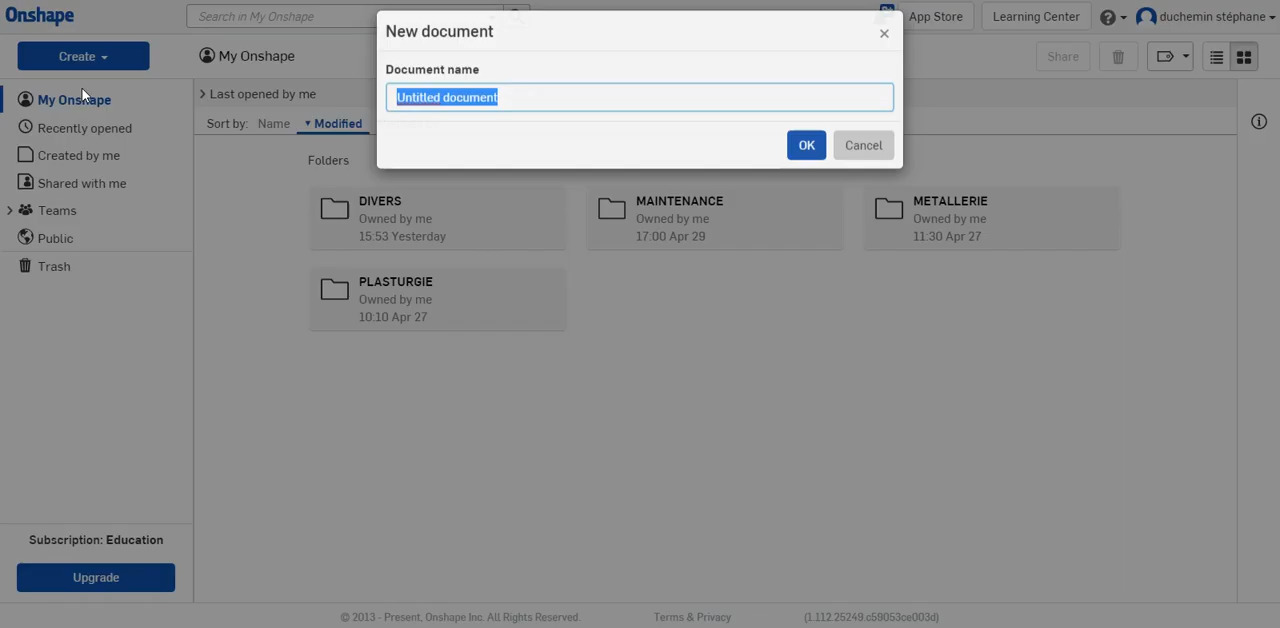 Onshape
Search in My Onshape
App Store
Learning Center
duchemin stéphane
New document
Document name
Untitled document
OK
Cancel
Create
My Onshape
Share
My Onshape
Recently opened
Created by me
Shared with me
Teams
Public
Trash
Last opened by me
Sort by: Name Modified
Folders
DIVERS
Owned by me
15:53 Yesterday
MAINTENANCE
Owned by me
17:00 Apr 29
METALLERIE
Owned by me
11:30 Apr 27
PLASTURGIE
Owned by me
10:10 Apr 27
Subscription: Education
Upgrade
© 2013 - Present, Onshape Inc. All Rights Reserved.
Terms & Privacy
(1.112.25249.c59053ce003d)